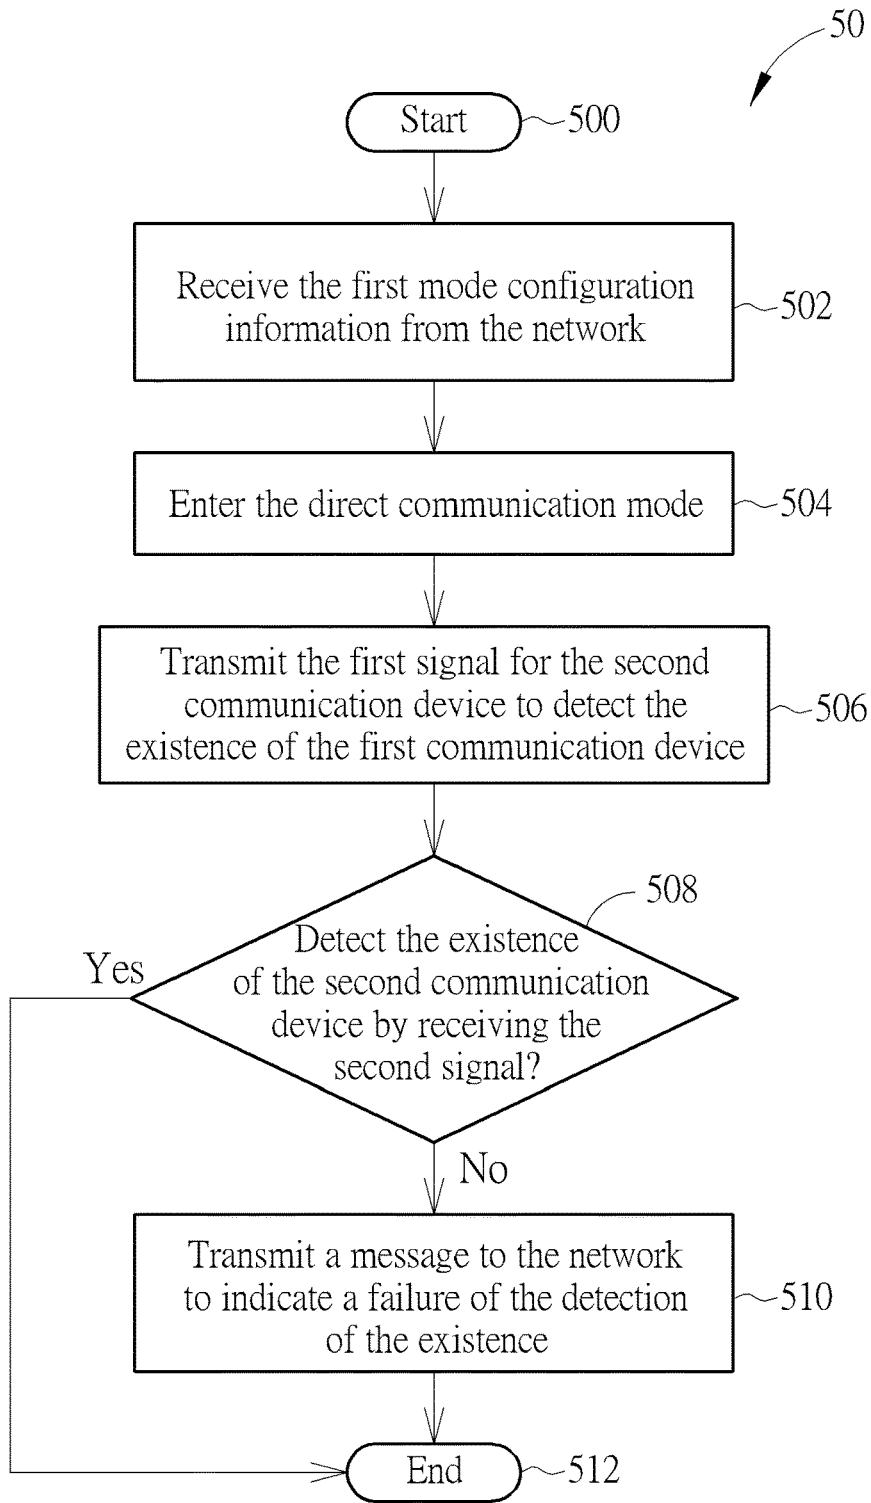 50
Start
500
Receive the first mode configuration
information from the network
502
Enter the direct communication mode
504
Transmit the first signal for the second
communication device to detect the
existence of the first communication device
506
508
Detect the existence
of the second communication
device by receiving the
second signal?
Yes
No
Transmit a message to the network
to indicate a failure of the detection
of the existence
510
End
512